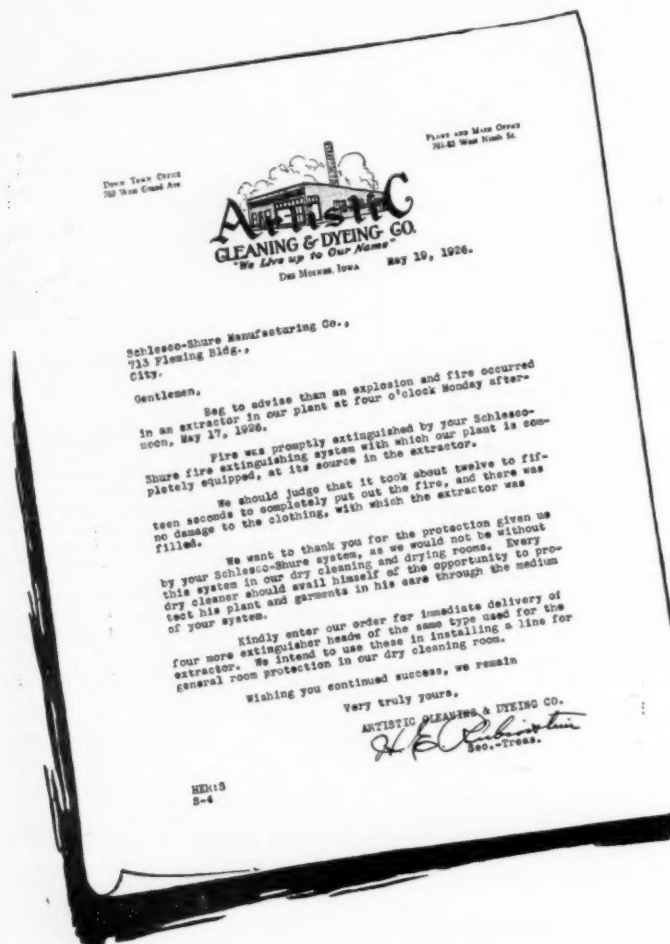 DOWN TOWN OFFICE
West Grand Ave.
PLANT AND MAIN OFFICE
West Ninth St.
Artistic
CLEANING & DYEING CO.
"We Live up to Our Name"
DES MOINES, IOWA
May 19, 1926.
Schlesco-Shure Manufacturing Co.,
713 Fleming Bldg.,
City.
Gentlemen,
Beg to advise than an explosion and fire occurred
in an extractor in our plant at four o'clock Monday after-
noon, May 17, 1926.
Fire was promptly extinguished by your Schlesco-
Shure fire extinguishing system with which our plant is com-
pletely equipped, at its source in the extractor.
We should judge that it took about twelve to fif-
teen seconds to completely put out the fire, and there was
no damage to the clothing, with which the extractor was
filled.
We want to thank you for the protection given us
by your Schlesco-Shure system, as we would not be without
this system in our dry cleaning and drying rooms. Every
dry cleaner should avail himself of the opportunity to pro-
tect his plant and garments in his care through the medium
of your system.
Kindly enter our order for immediate delivery of
four more extinguisher heads of the same type used for the
extractor. We intend to use these in installing a line for
general room protection in our dry cleaning room.
Wishing you continued success, we remain
Very truly yours,
ARTISTIC CLEANING & DYEING CO.
H E Rubinstein
Sec.-Treas.
HER:S
S-4